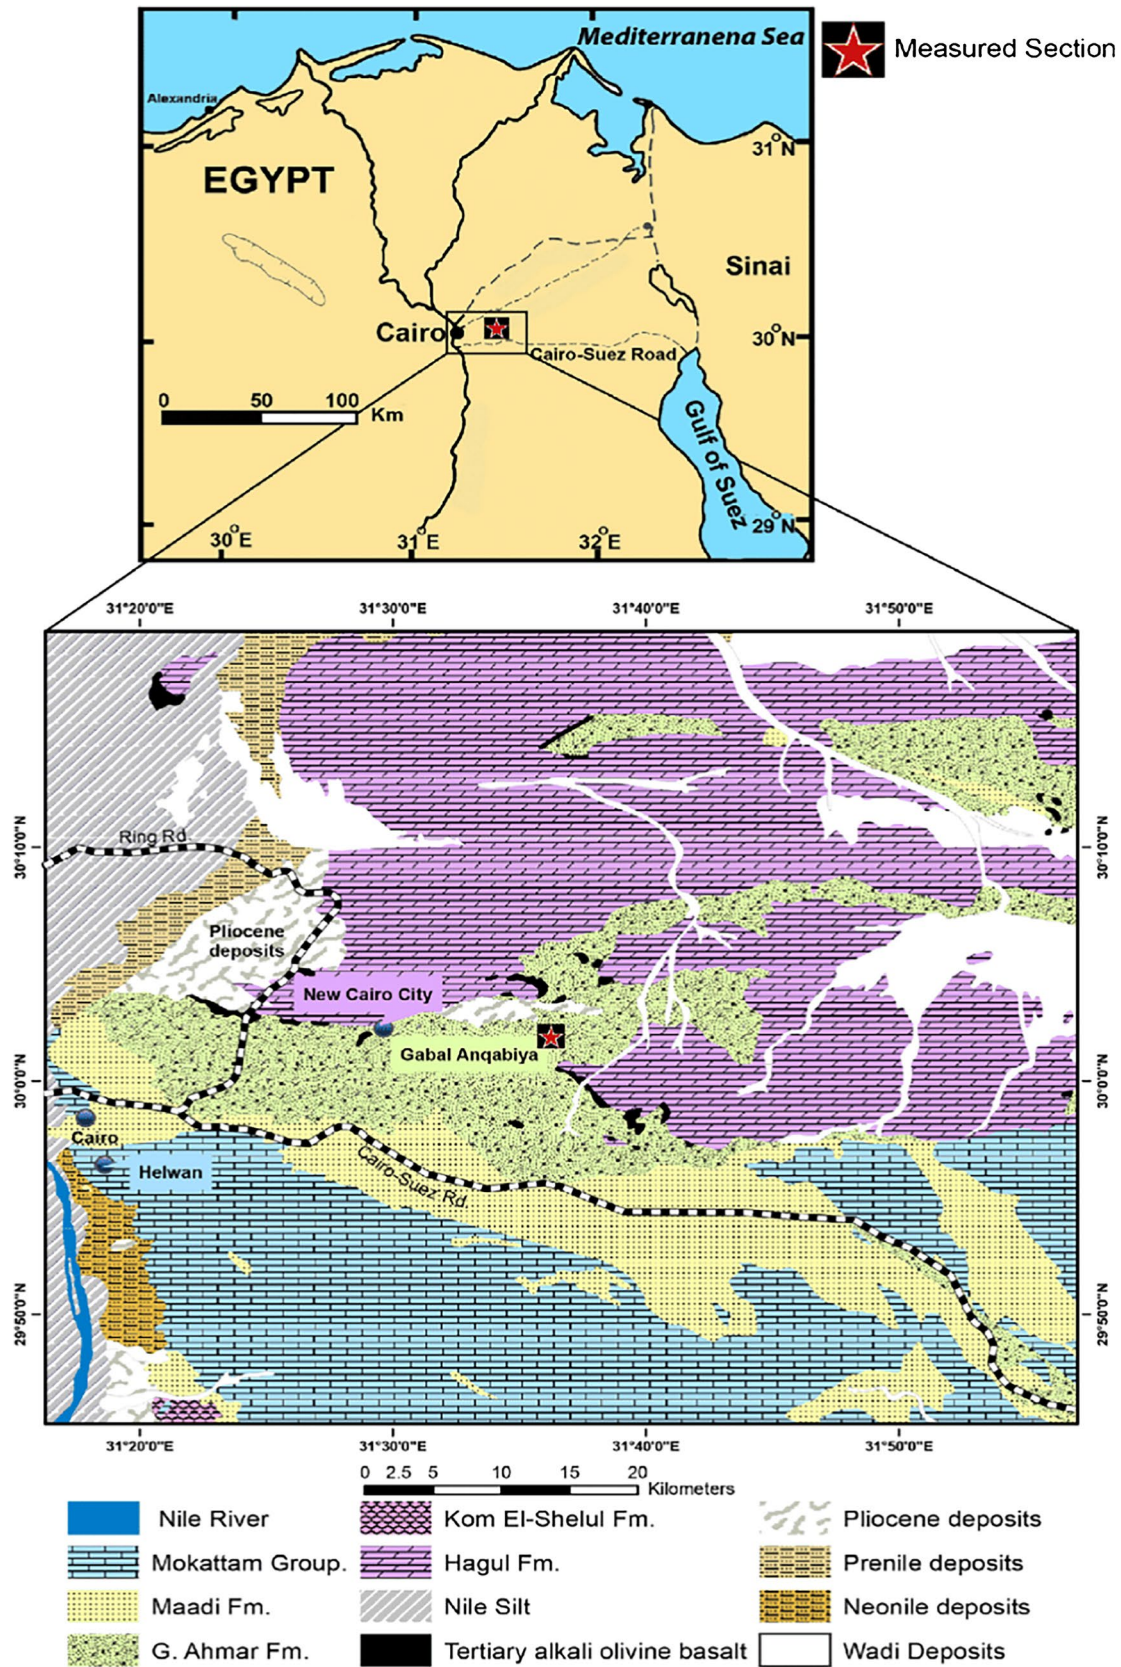 Mediterranena Sea
Measured Section
Alexandria
31°N
EGYPT
Sinai
Cairo
30°N
Cairo-Suez Road
0 50 100
Km
Gulf of Suez
29°N
30°E 31°E 32°E
31°20'0"E 31°30'0"E 31°40'0"E 31°50'0"E
Ring Rd.
30°10'0"N 30°10'0"N
Pliocene
deposits
New Cairo City
Gabal Anqabiya
30°0'0"N 30°0'0"N
Cairo
Helwan
Cairo-Suez Rd.
29°50'0"N 29°50'0"N
31°20'0"E 31°30'0"E 31°40'0"E 31°50'0"E
0 2.5 5 10 15 20
Kilometers
Nile River
Kom El-Shelul Fm.
Pliocene deposits
Mokattam Group.
Hagul Fm.
Prenile deposits
Maadi Fm.
Nile Silt
Neonile deposits
G. Ahmar Fm.
Tertiary alkali olivine basalt
Wadi Deposits